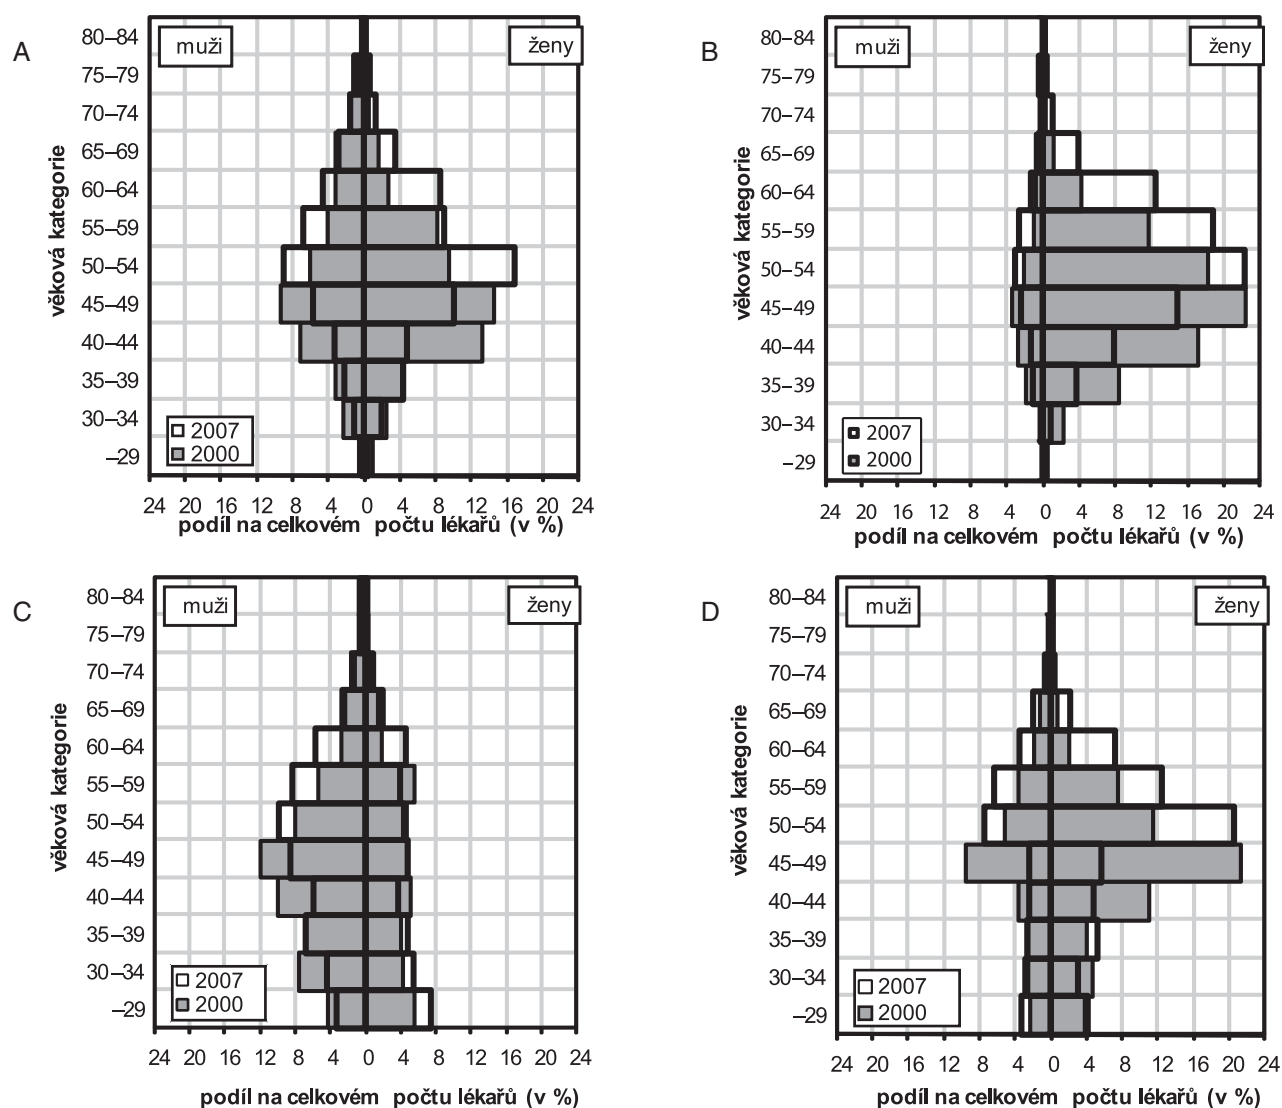 A
muži
ženy
80–84
75–79
70–74
65–69
60–64
55–59
50–54
45–49
40–44
35–39
30–34
–29
věková kategorie
2007
2000
24 20 16 12 8 4 0 4 8 12 16 20 24
podíl na celkovém počtu lékařů (v %)
B
muži
ženy
80–84
75–79
70–74
65–69
60–64
55–59
50–54
45–49
40–44
35–39
30–34
–29
věková kategorie
2007
2000
24 20 16 12 8 4 0 4 8 12 16 20 24
podíl na celkovém počtu lékařů (v %)
C
muži
ženy
80–84
75–79
70–74
65–69
60–64
55–59
50–54
45–49
40–44
35–39
30–34
–29
věková kategorie
2007
2000
24 20 16 12 8 4 0 4 8 12 16 20 24
podíl na celkovém počtu lékařů (v %)
D
muži
ženy
80–84
75–79
70–74
65–69
60–64
55–59
50–54
45–49
40–44
35–39
30–34
–29
věková kategorie
2007
2000
24 20 16 12 8 4 0 4 8 12 16 20 24
podíl na celkovém počtu lékařů (v %)